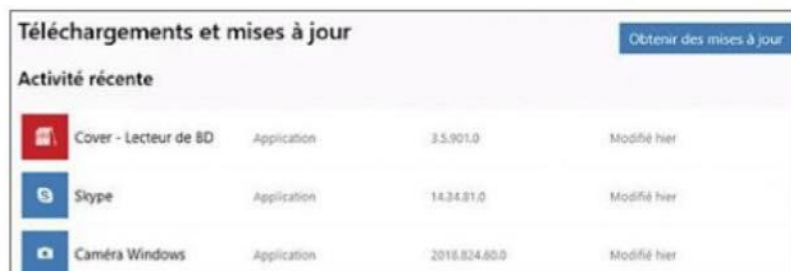 Téléchargements et mises à jour
Obtenir des mises à jour
Activité récente
Cover - Lecteur de BD Application 3.5.901.0 Modifié hier
Skype Application 14.34.81.0 Modifié hier
Caméra Windows Application 2018.824.60.0 Modifié hier